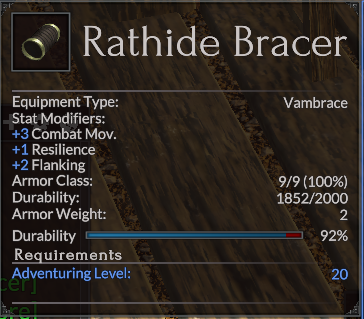 Rathide Bracer
Equipment Type: Vambrace
Stat Modifiers:
+3 Combat Mov.
+1 Resilience
+2 Flanking
Armor Class: 9/9 (100%)
Durability: 1852/2000
Armor Weight: 2
Durability 92%
Requirements
Adventuring Level: 20